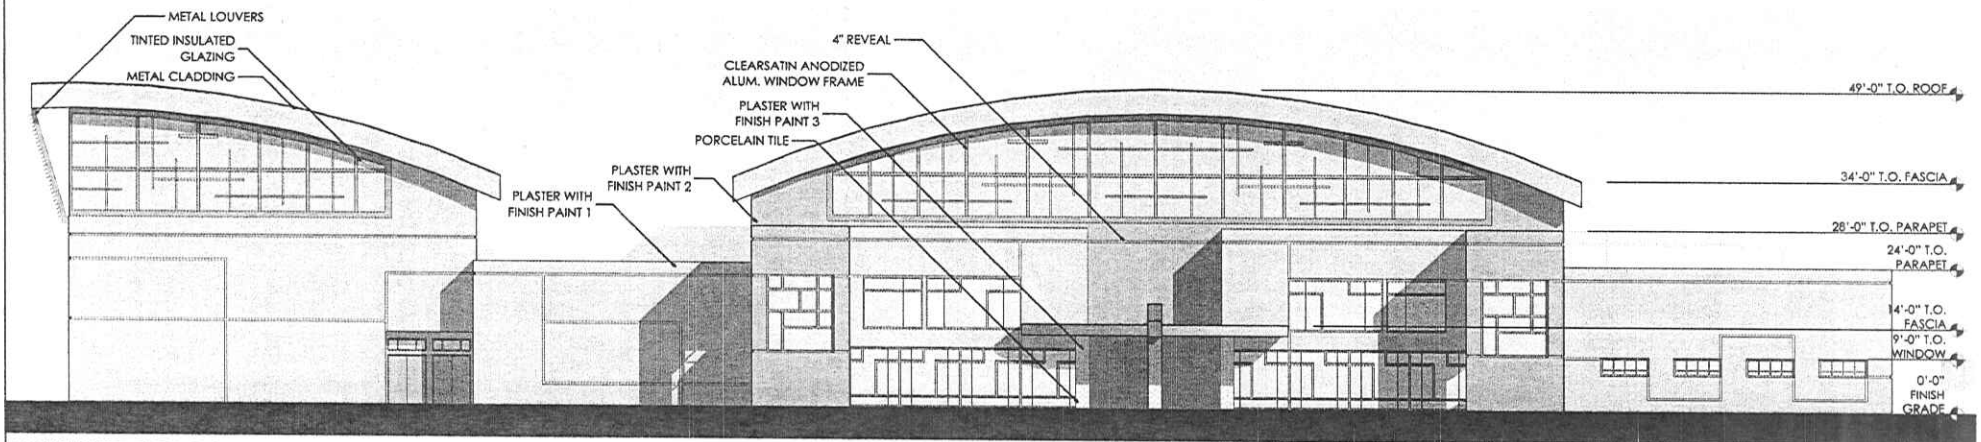 METAL LOUVERS
TINTED INSULATED
GLAZING
METAL CLADDING
PLASTER WITH
FINISH PAINT 1
PLASTER WITH
FINISH PAINT 2
4" REVEAL
CLEARSATIN ANODIZED
ALUM. WINDOW FRAME
PLASTER WITH
FINISH PAINT 3
PORCELAIN TILE
49'-0" T.O. ROOF
34'-0" T.O. FASCIA
28'-0" T.O. PARAPET
24'-0" T.O.
PARAPET
14'-0" T.O.
FASCIA
9'-0" T.O.
WINDOW
0'-0"
FINISH
GRADE